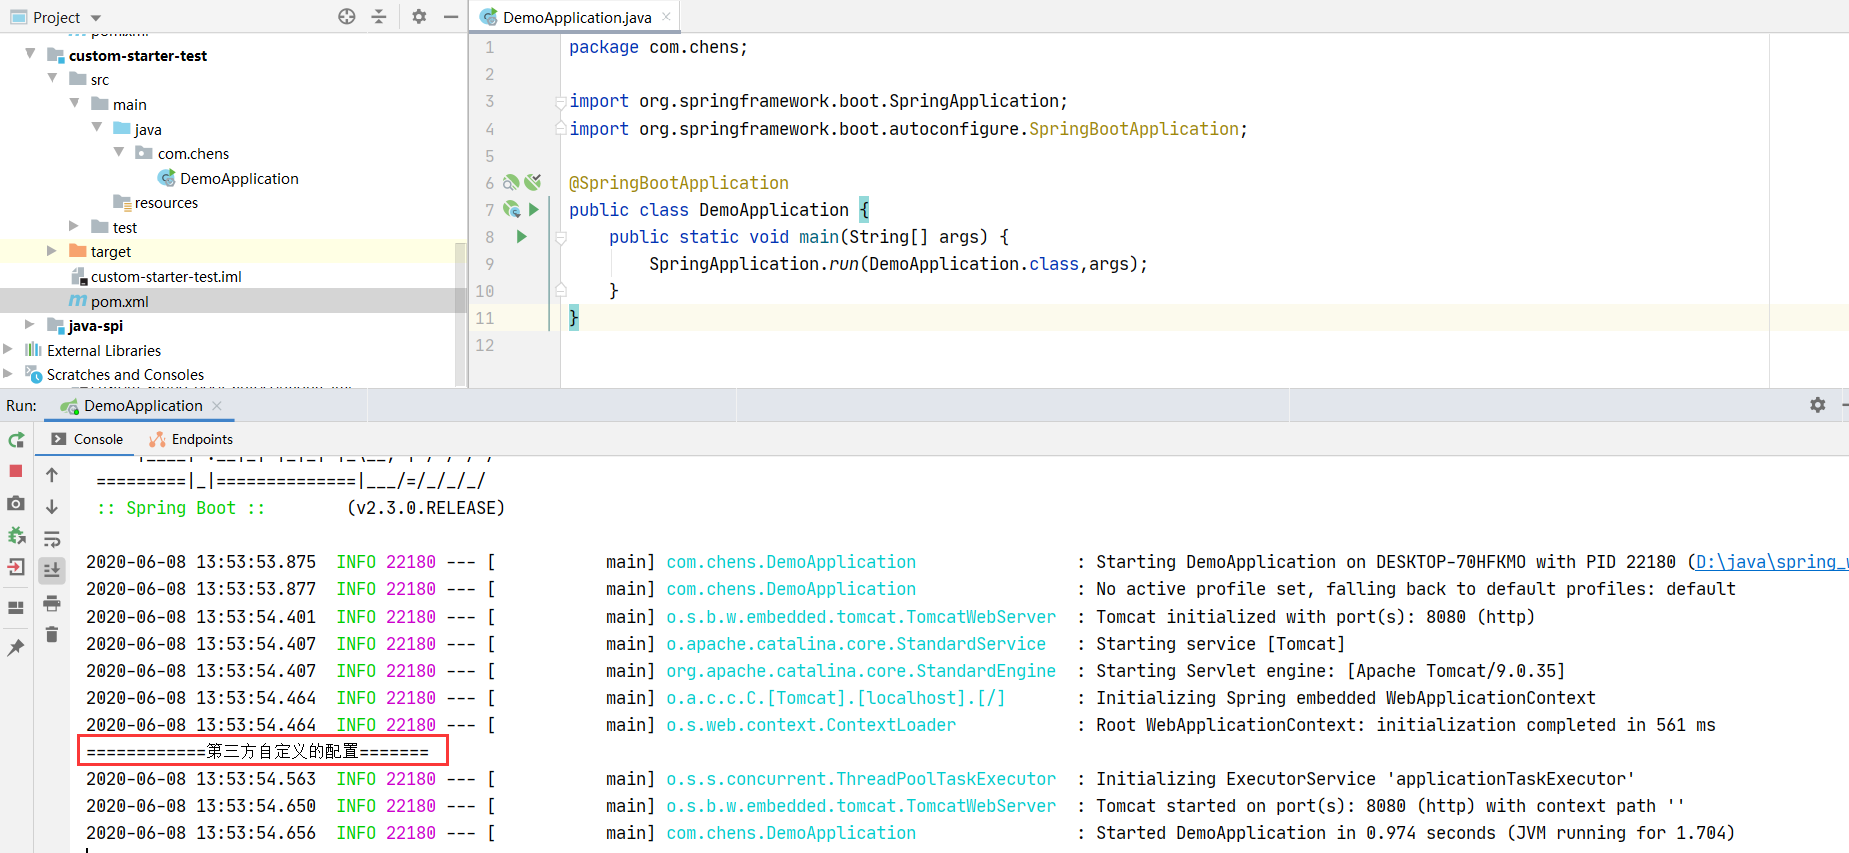 Project
DemoApplication.java
custom-starter-test
src
main
java
com.chens
DemoApplication
resources
test
target
custom-starter-test.iml
pom.xml
java-spi
External Libraries
Scratches and Consoles
1 package com.chens;
2
3 import org.springframework.boot.SpringApplication;
4 import org.springframework.boot.autoconfigure.SpringBootApplication;
5
6 @SpringBootApplication
7 public class DemoApplication {
8 public static void main(String[] args) {
9 SpringApplication.run(DemoApplication.class,args);
10 }
11 }
12
Run: DemoApplication
Console Endpoints
=========|_|==============|___/=/_/_/_/
:: Spring Boot :: (v2.3.0.RELEASE)
2020-06-08 13:53:53.875 INFO 22180 --- [ main] com.chens.DemoApplication : Starting DemoApplication on DESKTOP-70HFKMO with PID 22180 (D:\java\spring_
2020-06-08 13:53:53.877 INFO 22180 --- [ main] com.chens.DemoApplication : No active profile set, falling back to default profiles: default
2020-06-08 13:53:54.401 INFO 22180 --- [ main] o.s.b.w.embedded.tomcat.TomcatWebServer : Tomcat initialized with port(s): 8080 (http)
2020-06-08 13:53:54.407 INFO 22180 --- [ main] o.apache.catalina.core.StandardService : Starting service [Tomcat]
2020-06-08 13:53:54.407 INFO 22180 --- [ main] org.apache.catalina.core.StandardEngine : Starting Servlet engine: [Apache Tomcat/9.0.35]
2020-06-08 13:53:54.464 INFO 22180 --- [ main] o.a.c.c.C.[Tomcat].[localhost].[/] : Initializing Spring embedded WebApplicationContext
2020-06-08 13:53:54.464 INFO 22180 --- [ main] o.s.web.context.ContextLoader : Root WebApplicationContext: initialization completed in 561 ms
============第三方自定义的配置=======
2020-06-08 13:53:54.563 INFO 22180 --- [ main] o.s.s.concurrent.ThreadPoolTaskExecutor : Initializing ExecutorService 'applicationTaskExecutor'
2020-06-08 13:53:54.650 INFO 22180 --- [ main] o.s.b.w.embedded.tomcat.TomcatWebServer : Tomcat started on port(s): 8080 (http) with context path ''
2020-06-08 13:53:54.656 INFO 22180 --- [ main] com.chens.DemoApplication : Started DemoApplication in 0.974 seconds (JVM running for 1.704)